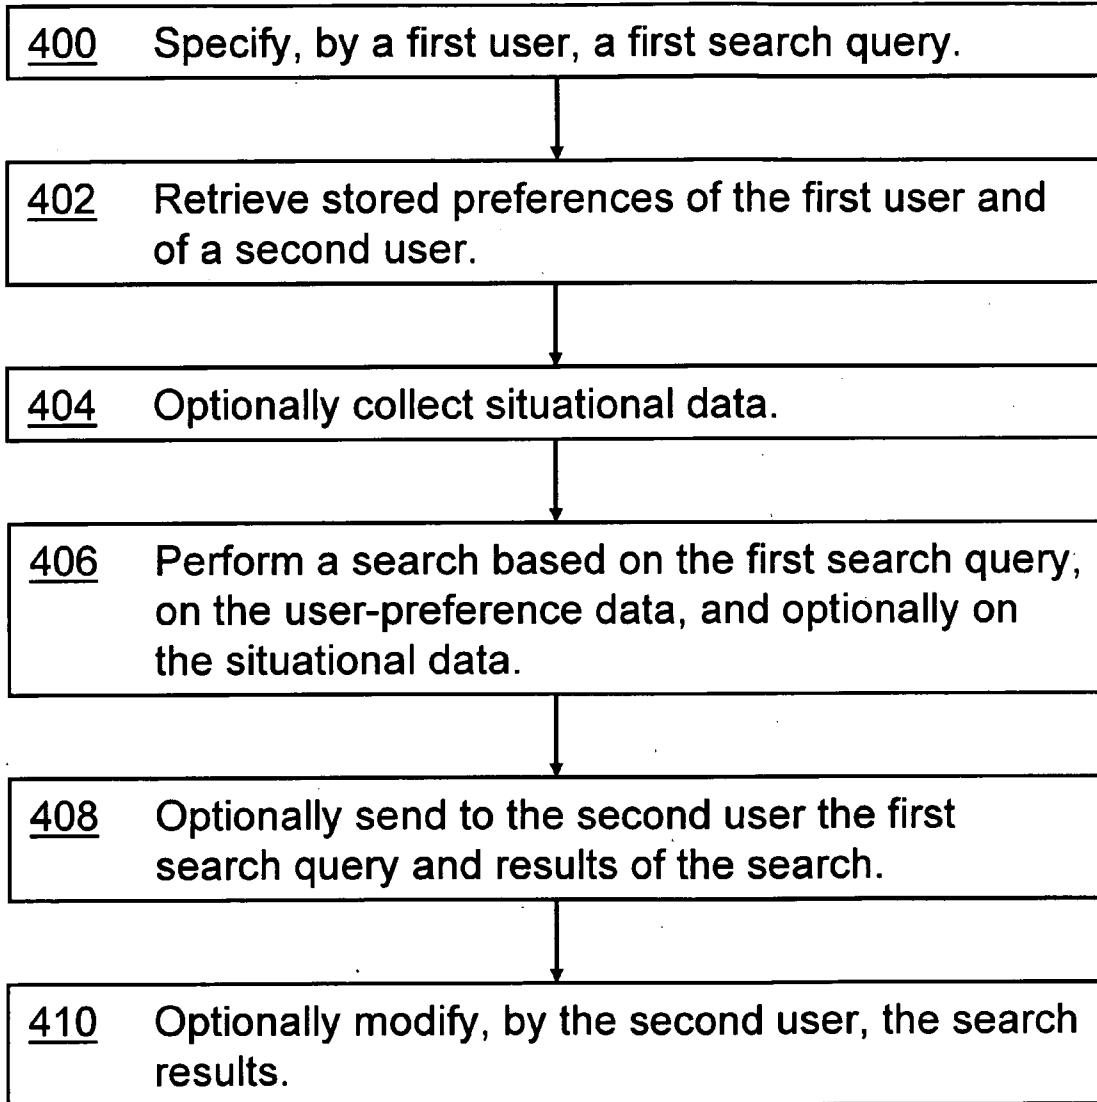 400 Specify, by a first user, a first search query.
402 Retrieve stored preferences of the first user and
of a second user.
404 Optionally collect situational data.
406 Perform a search based on the first search query,
on the user-preference data, and optionally on
the situational data.
408 Optionally send to the second user the first
search query and results of the search.
410 Optionally modify, by the second user, the search
results.